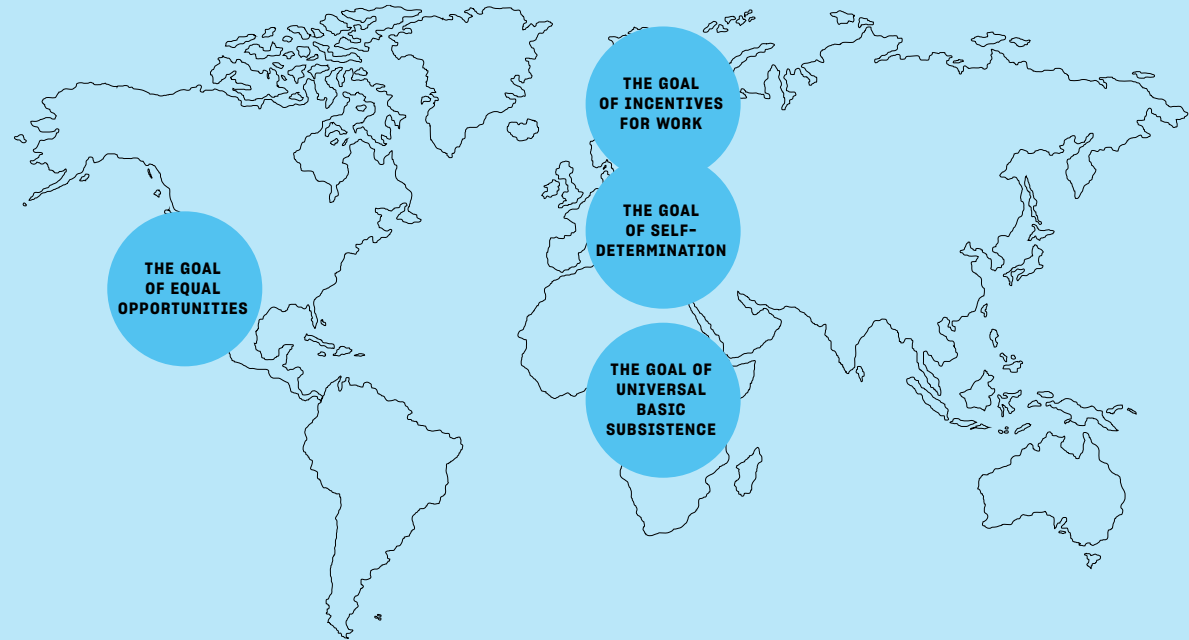 THE GOAL
OF INCENTIVES
FOR WORK
THE GOAL
OF SELF-
DETERMINATION
THE GOAL
OF EQUAL
OPPORTUNITIES
THE GOAL OF
UNIVERSAL
BASIC
SUBSISTENCE